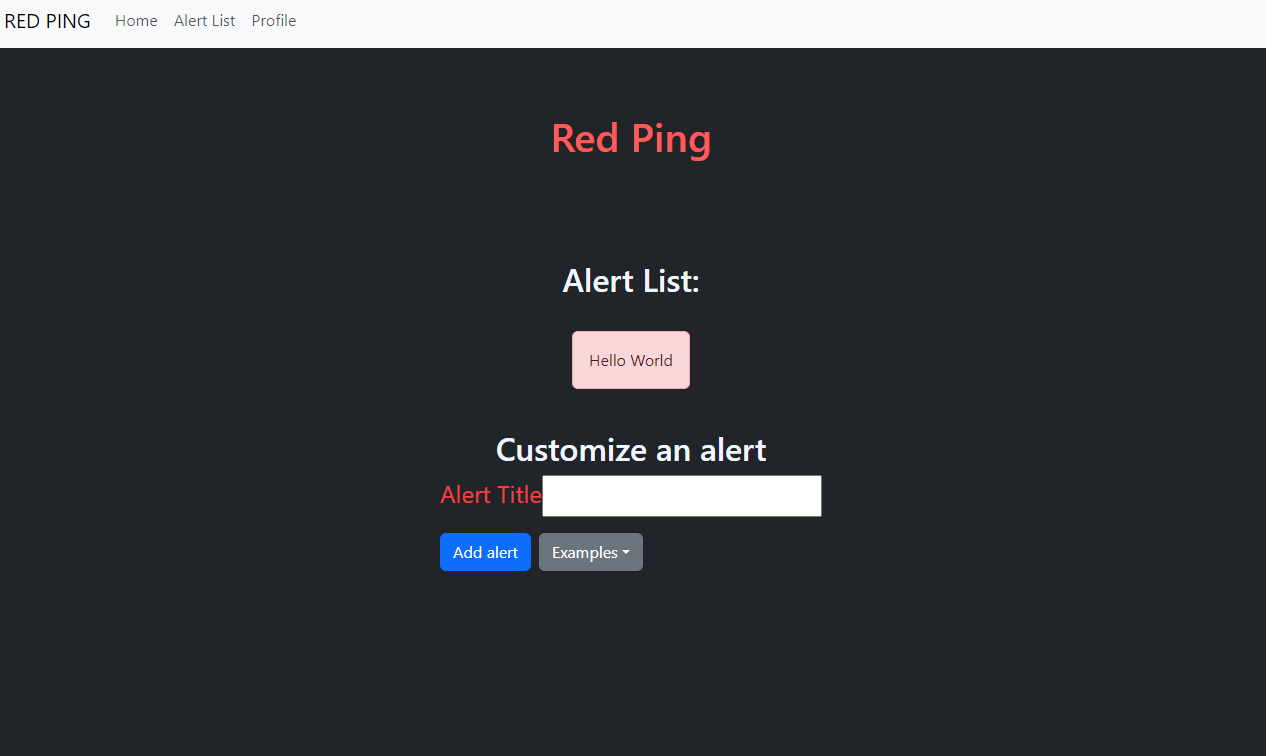 RED PING Home Alert List Profile
Red Ping
Alert List:
Hello World
Customize an alert
Alert Title
Add alert Examples